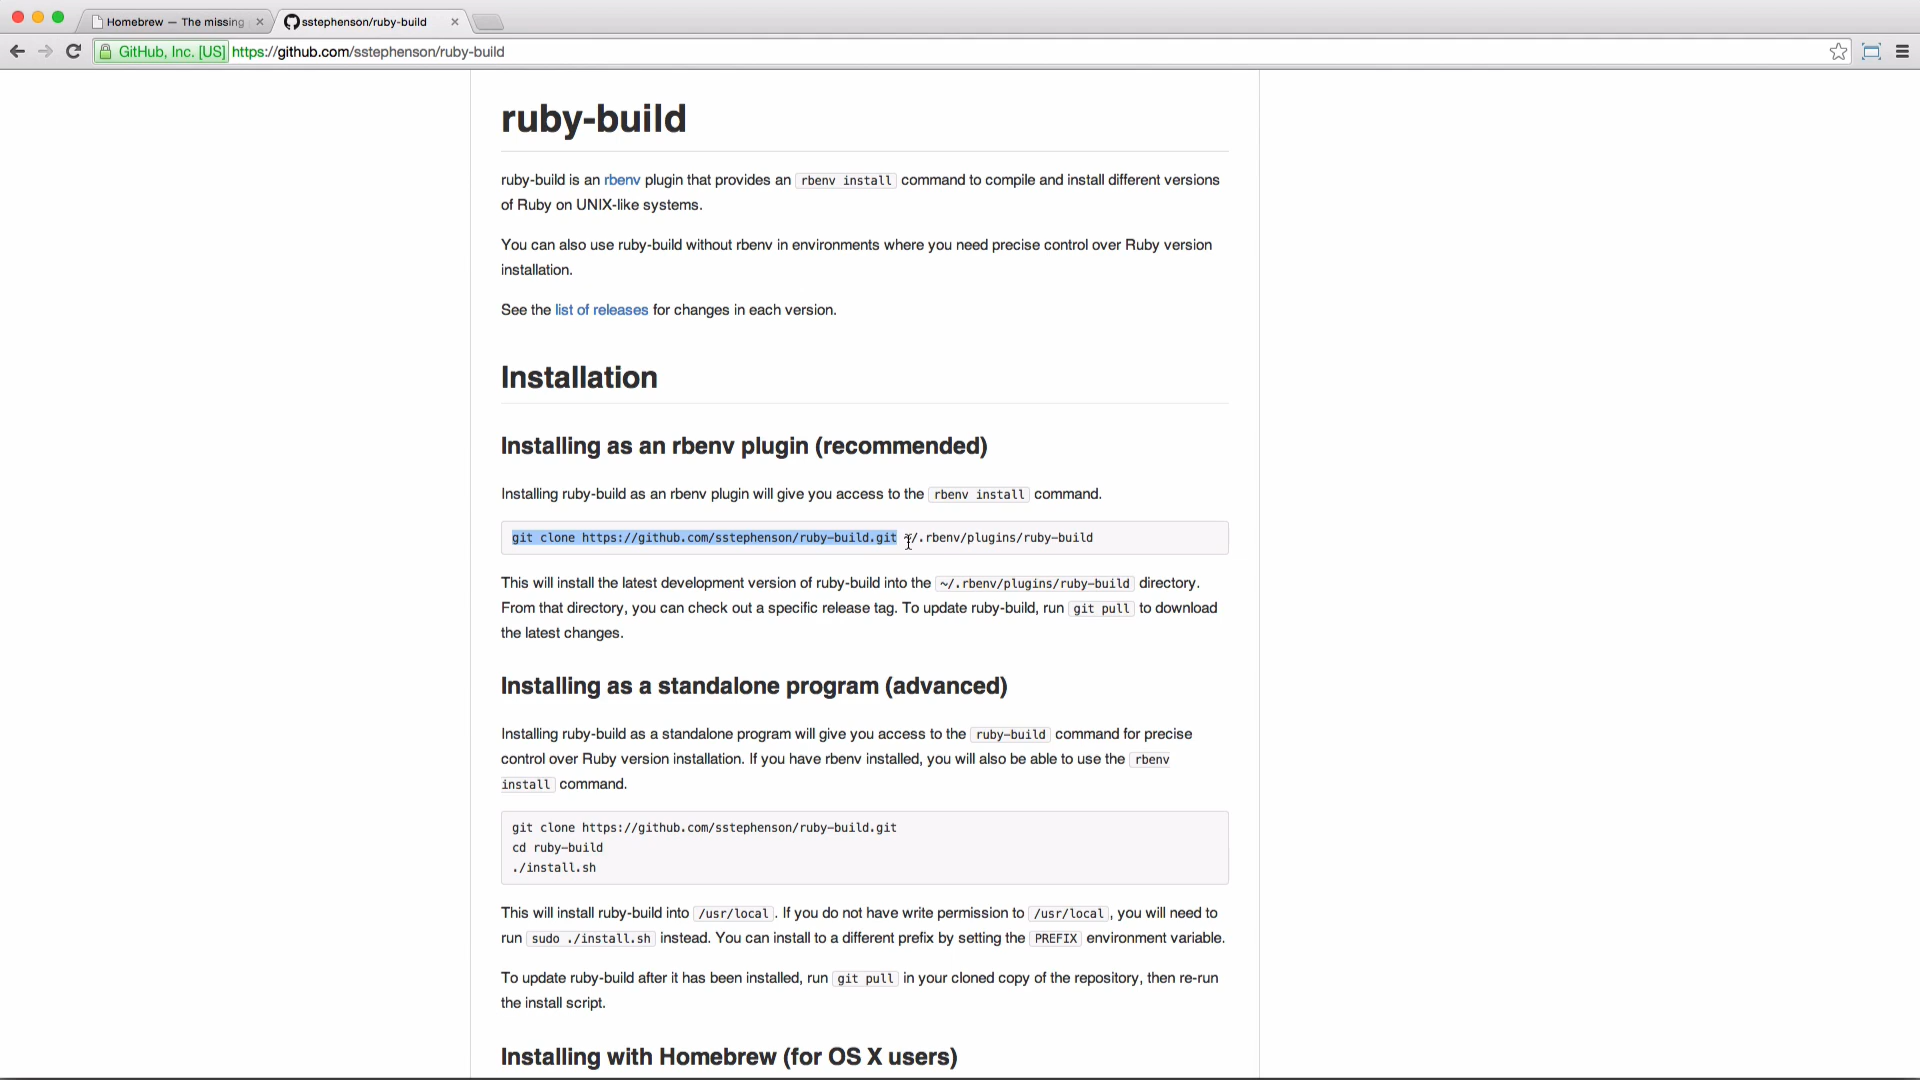 Homebrew — The missing
sstephenson/ruby-build
GitHub, Inc. [US] https://github.com/sstephenson/ruby-build
ruby-build
ruby-build is an rbenv plugin that provides an rbenv install command to compile and install different versions
of Ruby on UNIX-like systems.
You can also use ruby-build without rbenv in environments where you need precise control over Ruby version
installation.
See the list of releases for changes in each version.
Installation
Installing as an rbenv plugin (recommended)
Installing ruby-build as an rbenv plugin will give you access to the rbenv install command.
git clone https://github.com/sstephenson/ruby-build.git ~/.rbenv/plugins/ruby-build
This will install the latest development version of ruby-build into the ~/.rbenv/plugins/ruby-build directory.
From that directory, you can check out a specific release tag. To update ruby-build, run git pull to download
the latest changes.
Installing as a standalone program (advanced)
Installing ruby-build as a standalone program will give you access to the ruby-build command for precise
control over Ruby version installation. If you have rbenv installed, you will also be able to use the rbenv
install command.
git clone https://github.com/sstephenson/ruby-build.git
cd ruby-build
./install.sh
This will install ruby-build into /usr/local. If you do not have write permission to /usr/local, you will need to
run sudo ./install.sh instead. You can install to a different prefix by setting the PREFIX environment variable.
To update ruby-build after it has been installed, run git pull in your cloned copy of the repository, then re-run
the install script.
Installing with Homebrew (for OS X users)